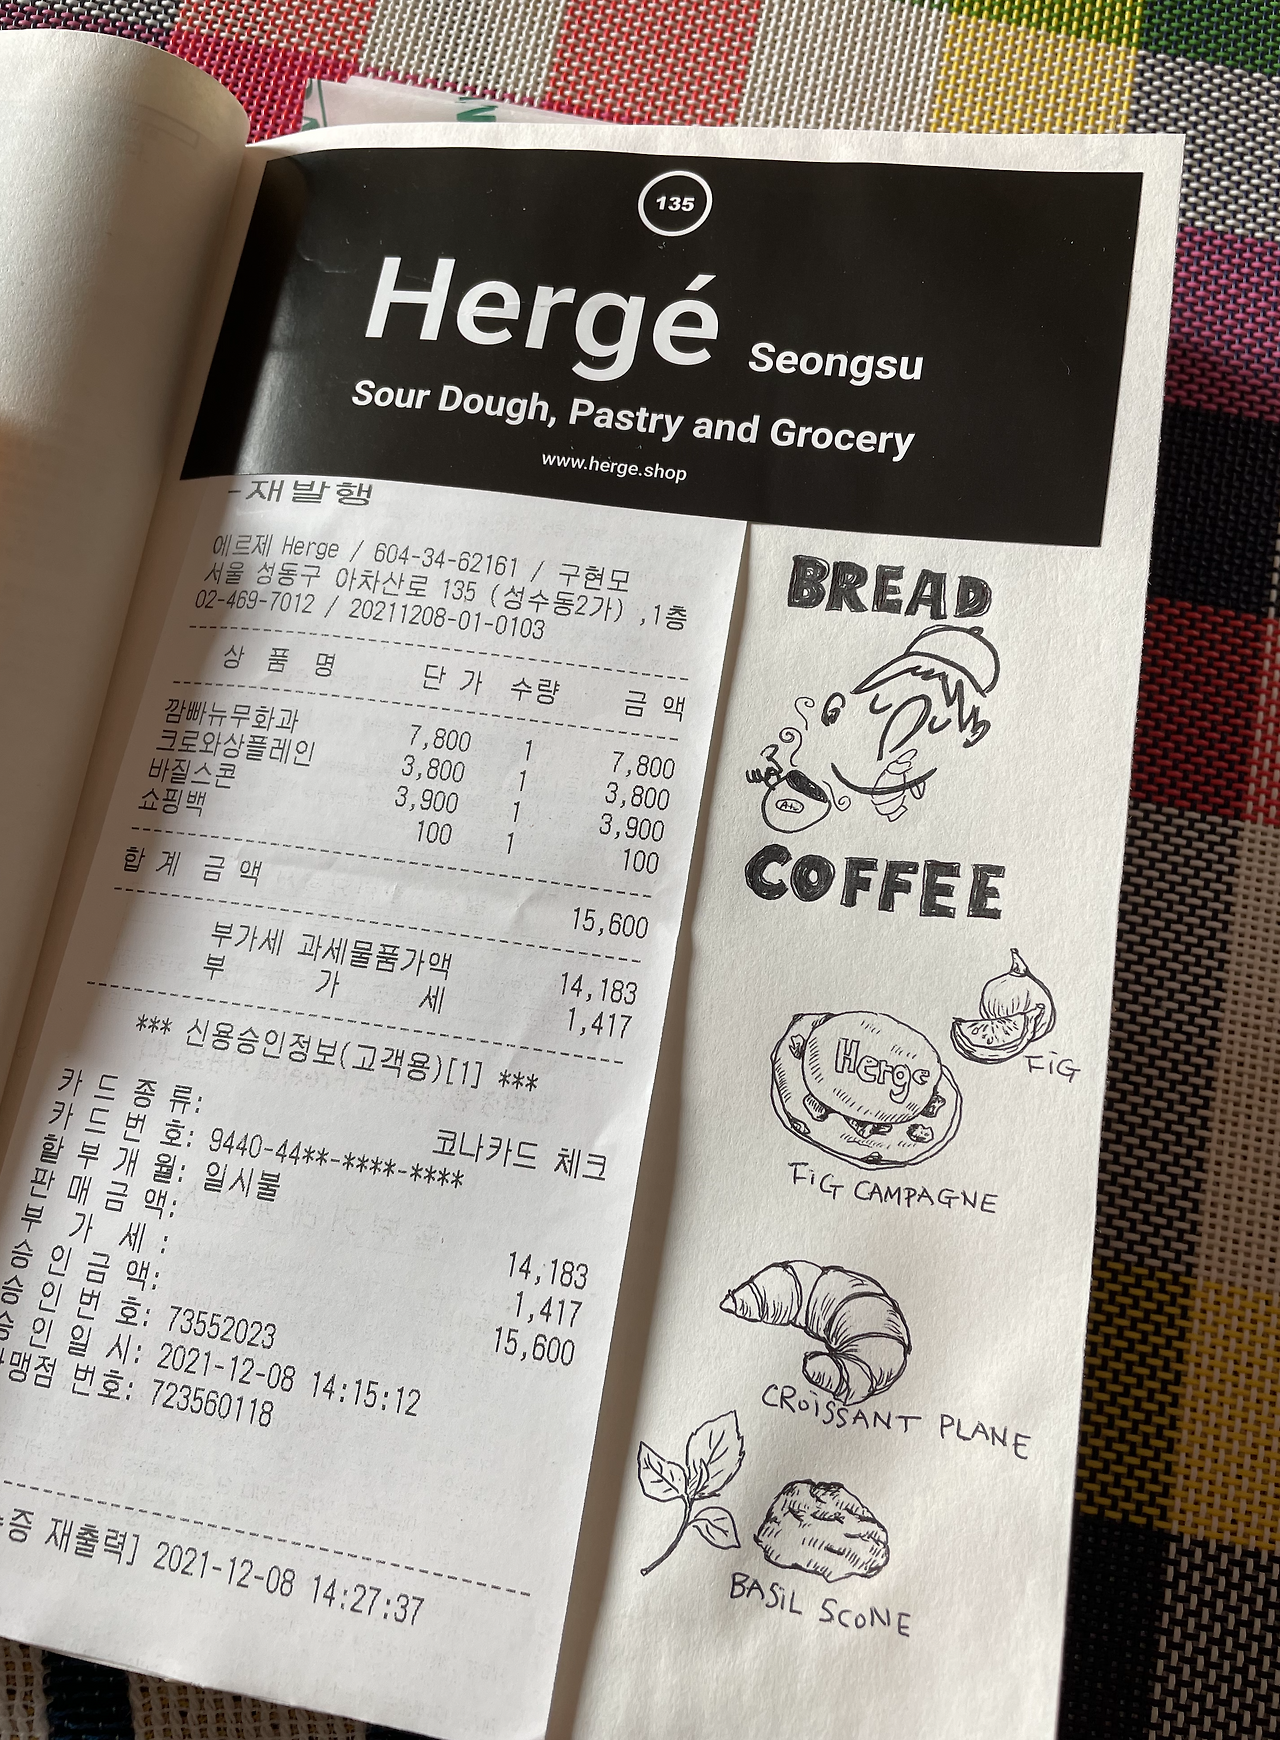 135
Hergé Seongsu
Sour Dough, Pastry and Grocery
www.herge.shop
-재발행
에르제 Herge / 604-34-62161 / 구현모
서울 성동구 아차산로 135 (성수동2가) ,1층
02-469-7012 / 20211208-01-0103
상 품 명 단 가 수량 금 액
깜빠뉴무화과 7,800 1 7,800
크로와상플레인 3,800 1 3,800
바질스콘 3,900 1 3,900
쇼핑백 100 1 100
합 계 금 액 15,600
부가세 과세물품가액 14,183
부 가 세 1,417
*** 신용승인정보(고객용)[1] ***
카 드 종 류: 코나카드 체크
카 드 번 호: 9440-44**-****-****
할 부 개 월: 일시불
판 매 금 액: 14,183
부 가 세 : 1,417
승 인 금 액: 15,600
승 인 번 호: 73552023
승 인 일 시: 2021-12-08 14:15:12
맹점 번호: 723560118
증 재출력] 2021-12-08 14:27:37
BREAD
COFFEE
FiG
Herge
FiG CAMPAGNE
CROiSSANT PLANE
BASiL SCONE